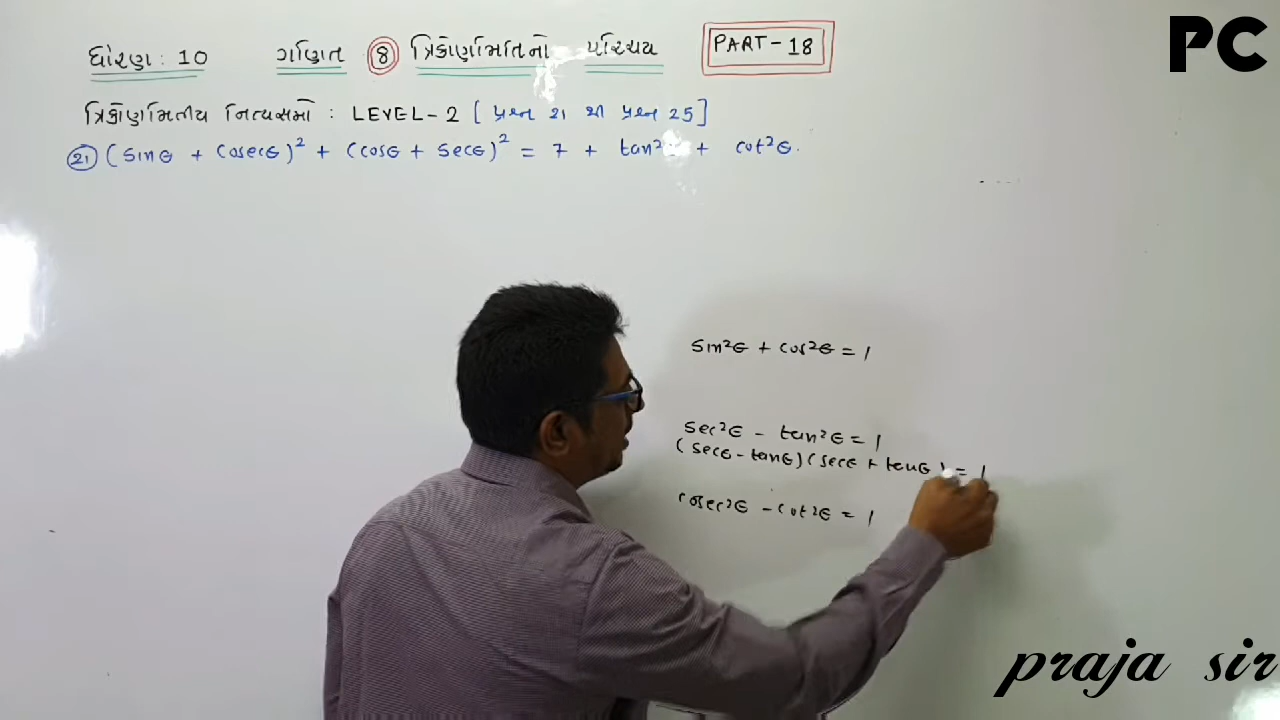 ધોરણ : 10 ગણિત 8 ત્રિકોણમિતિનો પરિચય PART-18
PC
ત્રિકોણમિતીય નિત્યસમો : LEVEL-2 [પ્રશ્ન 21 થી પ્રશ્ન 25]
21 (sinθ + cosecθ)² + (cosθ + secθ)² = 7 + tan² + cot²θ.
sin²θ + cos²θ = 1
sec²θ - tan²θ = 1
(secθ - tanθ)(secθ + tanθ) = 1
cosec²θ - cot²θ = 1
praja sir